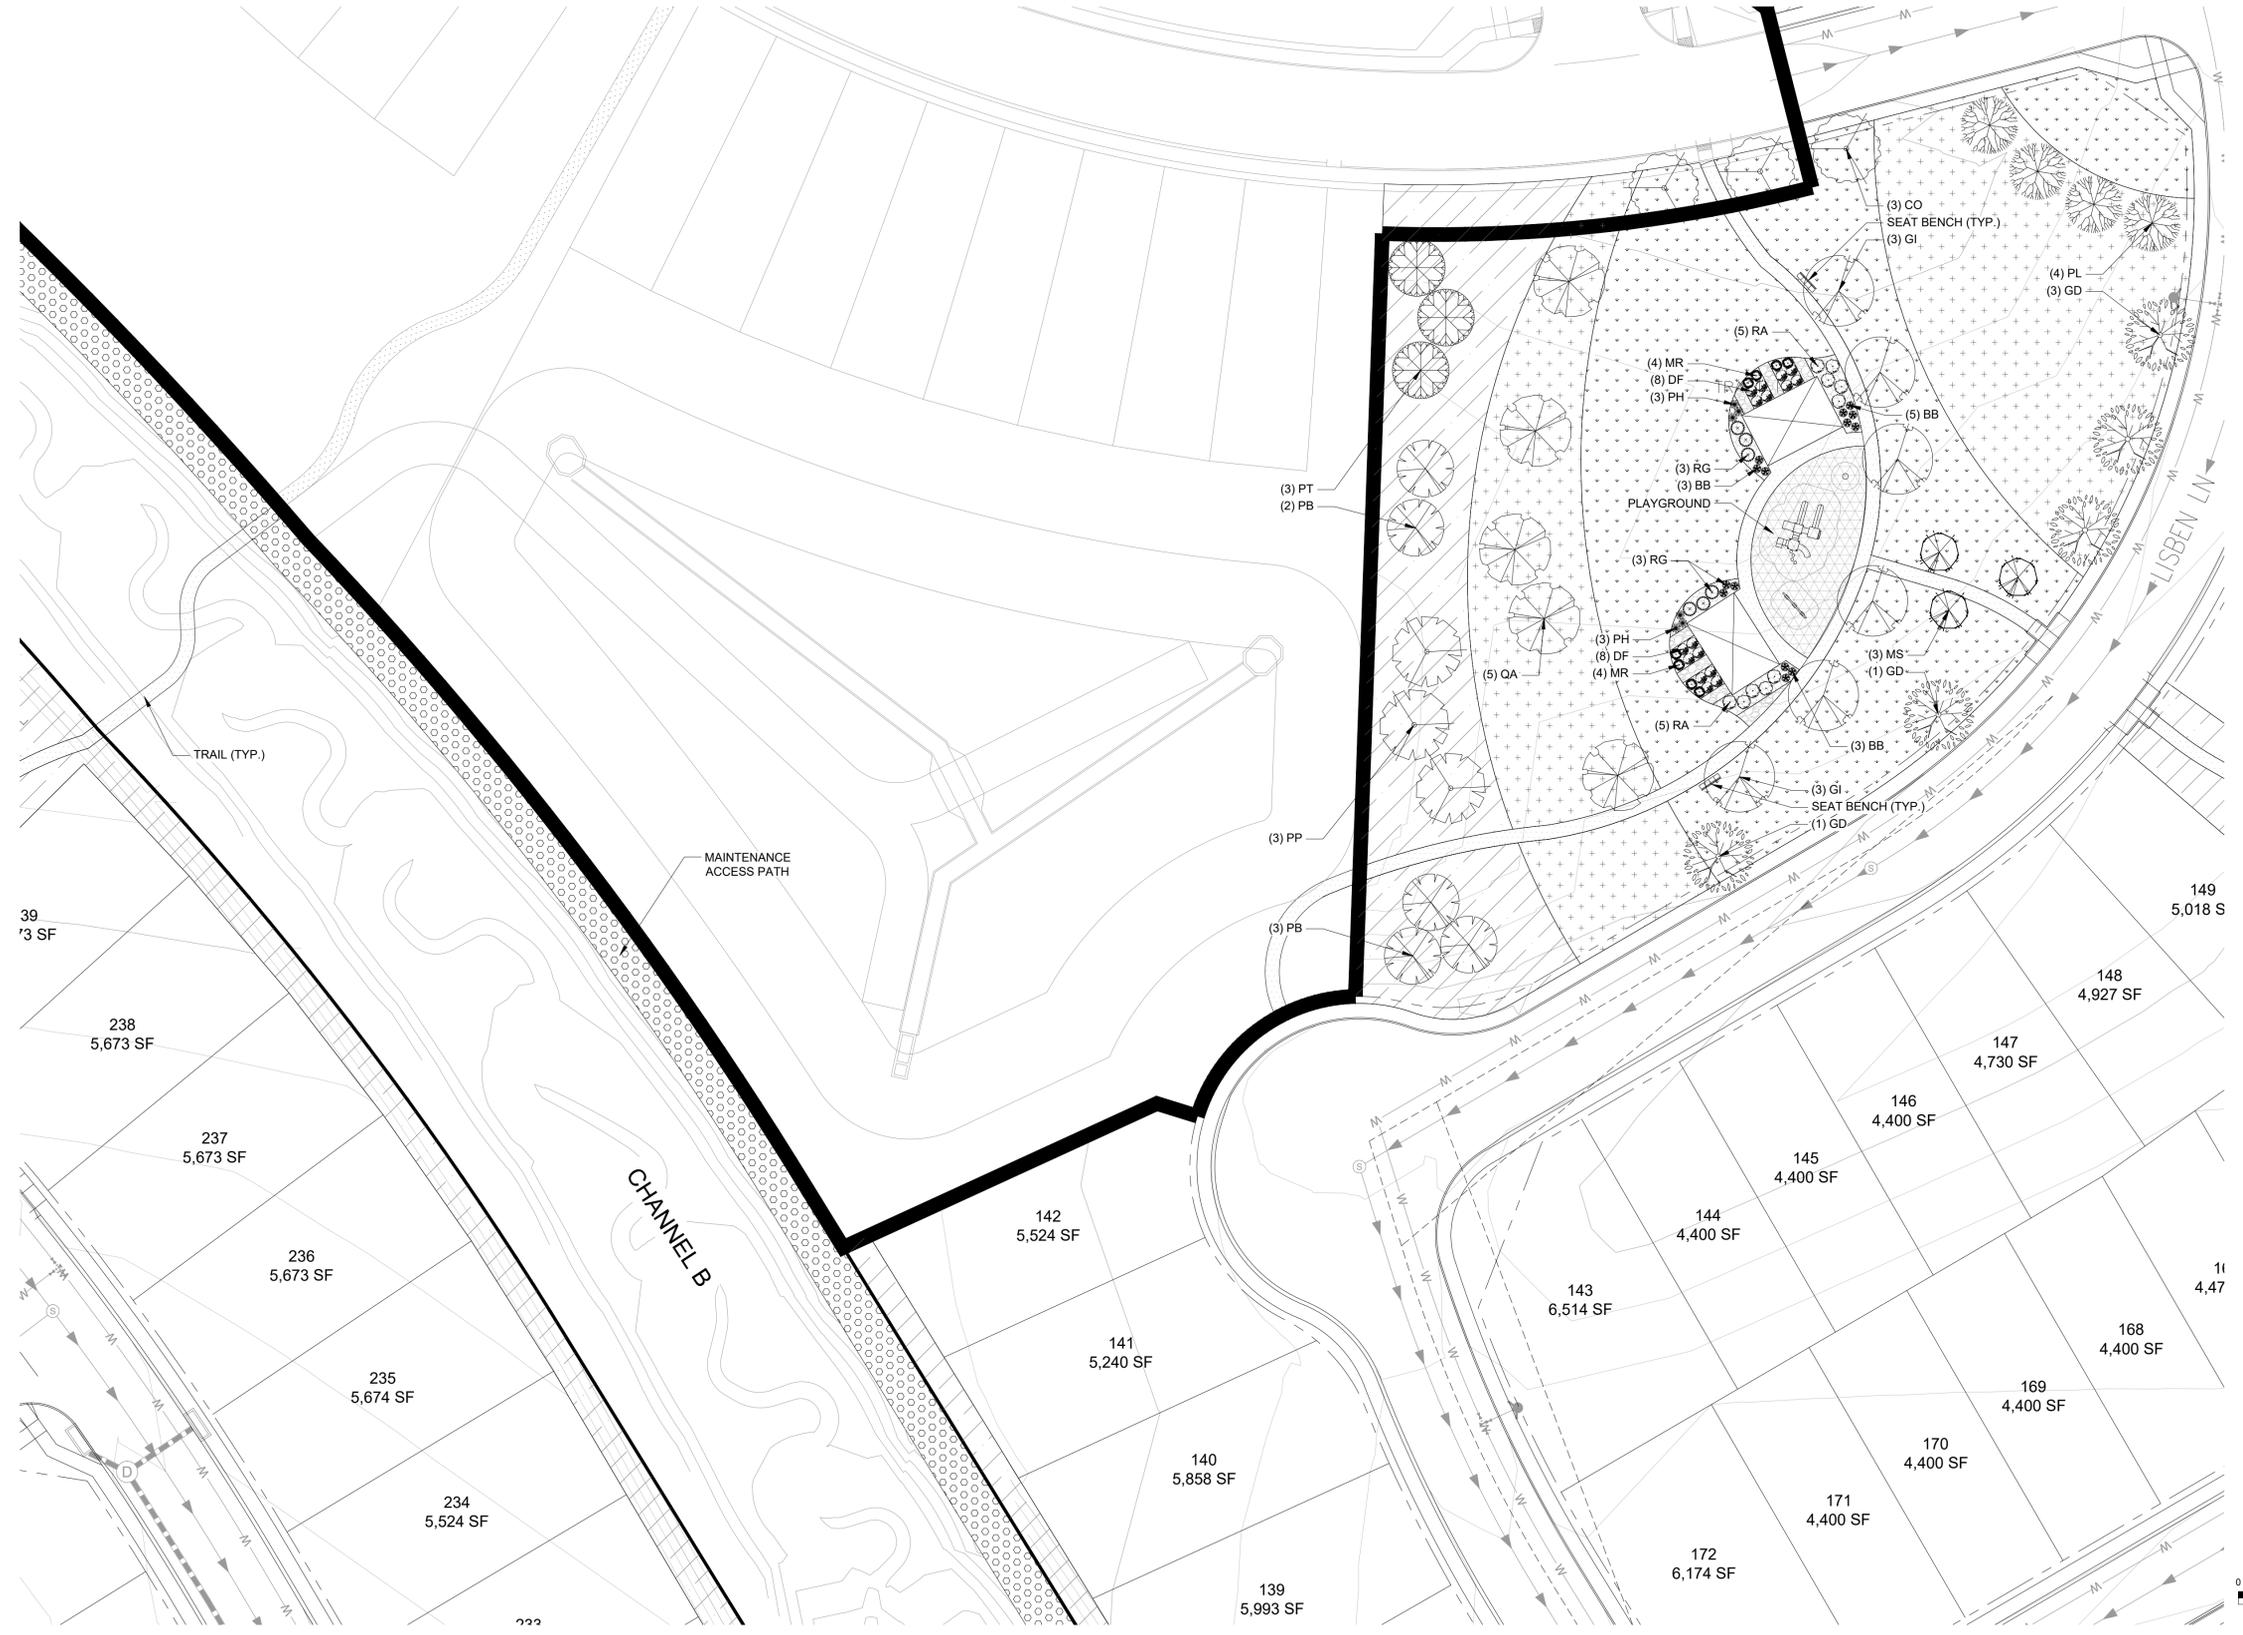 (3) CO
SEAT BENCH (TYP.)
(3) GI
(4) PL
(3) GD
(5) RA
(4) MR
(8) DF
(3) PH
(5) BB
(3) RG
(3) BB
PLAYGROUND
(3) PT
(2) PB
LISBEN LN
(3) RG
(3) PH
(8) DF
(4) MR
(5) QA
(3) MS
(1) GD
(5) RA
(3) BB
TRAIL (TYP.)
(3) GI
SEAT BENCH (TYP.)
(1) GD
(3) PP
MAINTENANCE
ACCESS PATH
(3) PB
149
5,018 S
148
4,927 SF
147
4,730 SF
146
4,400 SF
145
4,400 SF
144
4,400 SF
143
6,514 SF
142
5,524 SF
141
5,240 SF
140
5,858 SF
139
5,993 SF
39
73 SF
238
5,673 SF
237
5,673 SF
236
5,673 SF
235
5,674 SF
234
5,524 SF
233
CHANNEL B
168
4,400 SF
169
4,400 SF
170
4,400 SF
171
4,400 SF
172
6,174 SF
4,47
W
S
D
0